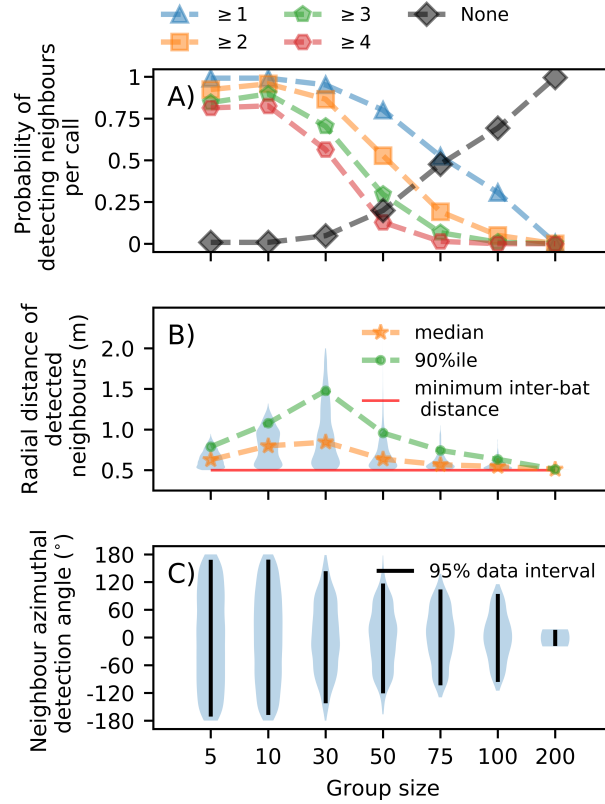 ≥ 1 ≥ 3 None
≥ 2 ≥ 4
A)
Probability of
detecting neighbours
per call
1
0.75
0.5
0.25
0
B)
Radial distance of
detected
neighbours (m)
2.0
1.5
1.0
0.5
median
90%ile
minimum inter-bat
distance
C)
Neighbour azimuthal
detection angle (°)
180
120
60
0
-60
-120
-180
95% data interval
5 10 30 50 75 100 200
Group size